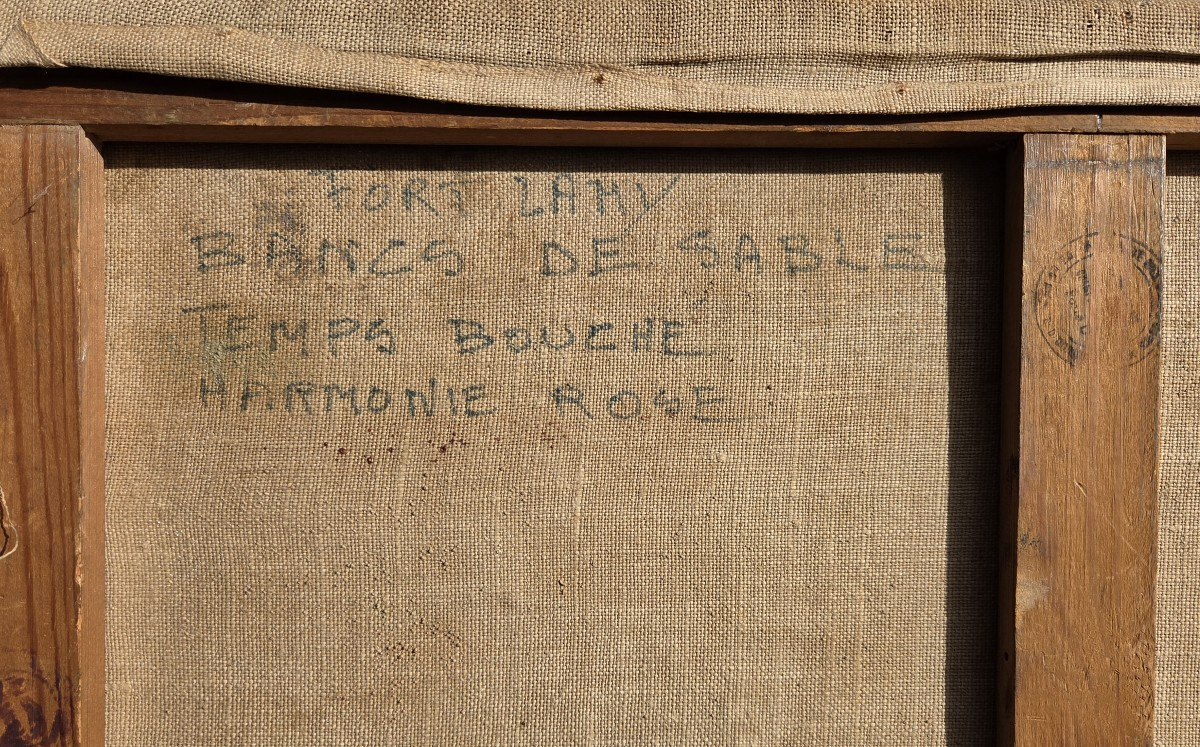 FORT LAMY
BANCS DE SABLE
TEMPS BOUCHE
HARMONIE ROSE